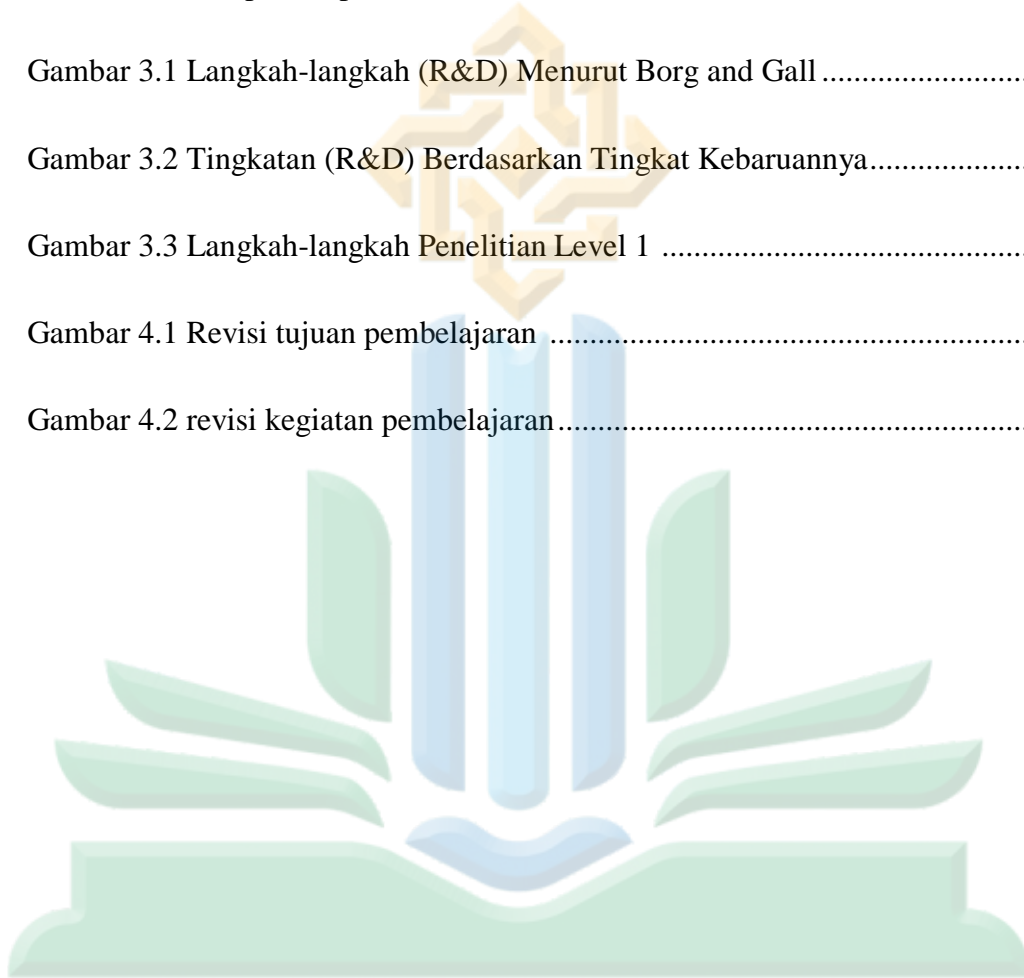 Gambar 3.1 Langkah-langkah (R&D) Menurut Borg and Gall ......................
Gambar 3.2 Tingkatan (R&D) Berdasarkan Tingkat Kebaruannya..................
Gambar 3.3 Langkah-langkah Penelitian Level 1 .........................................
Gambar 4.1 Revisi tujuan pembelajaran .....................................................
Gambar 4.2 revisi kegiatan pembelajaran....................................................